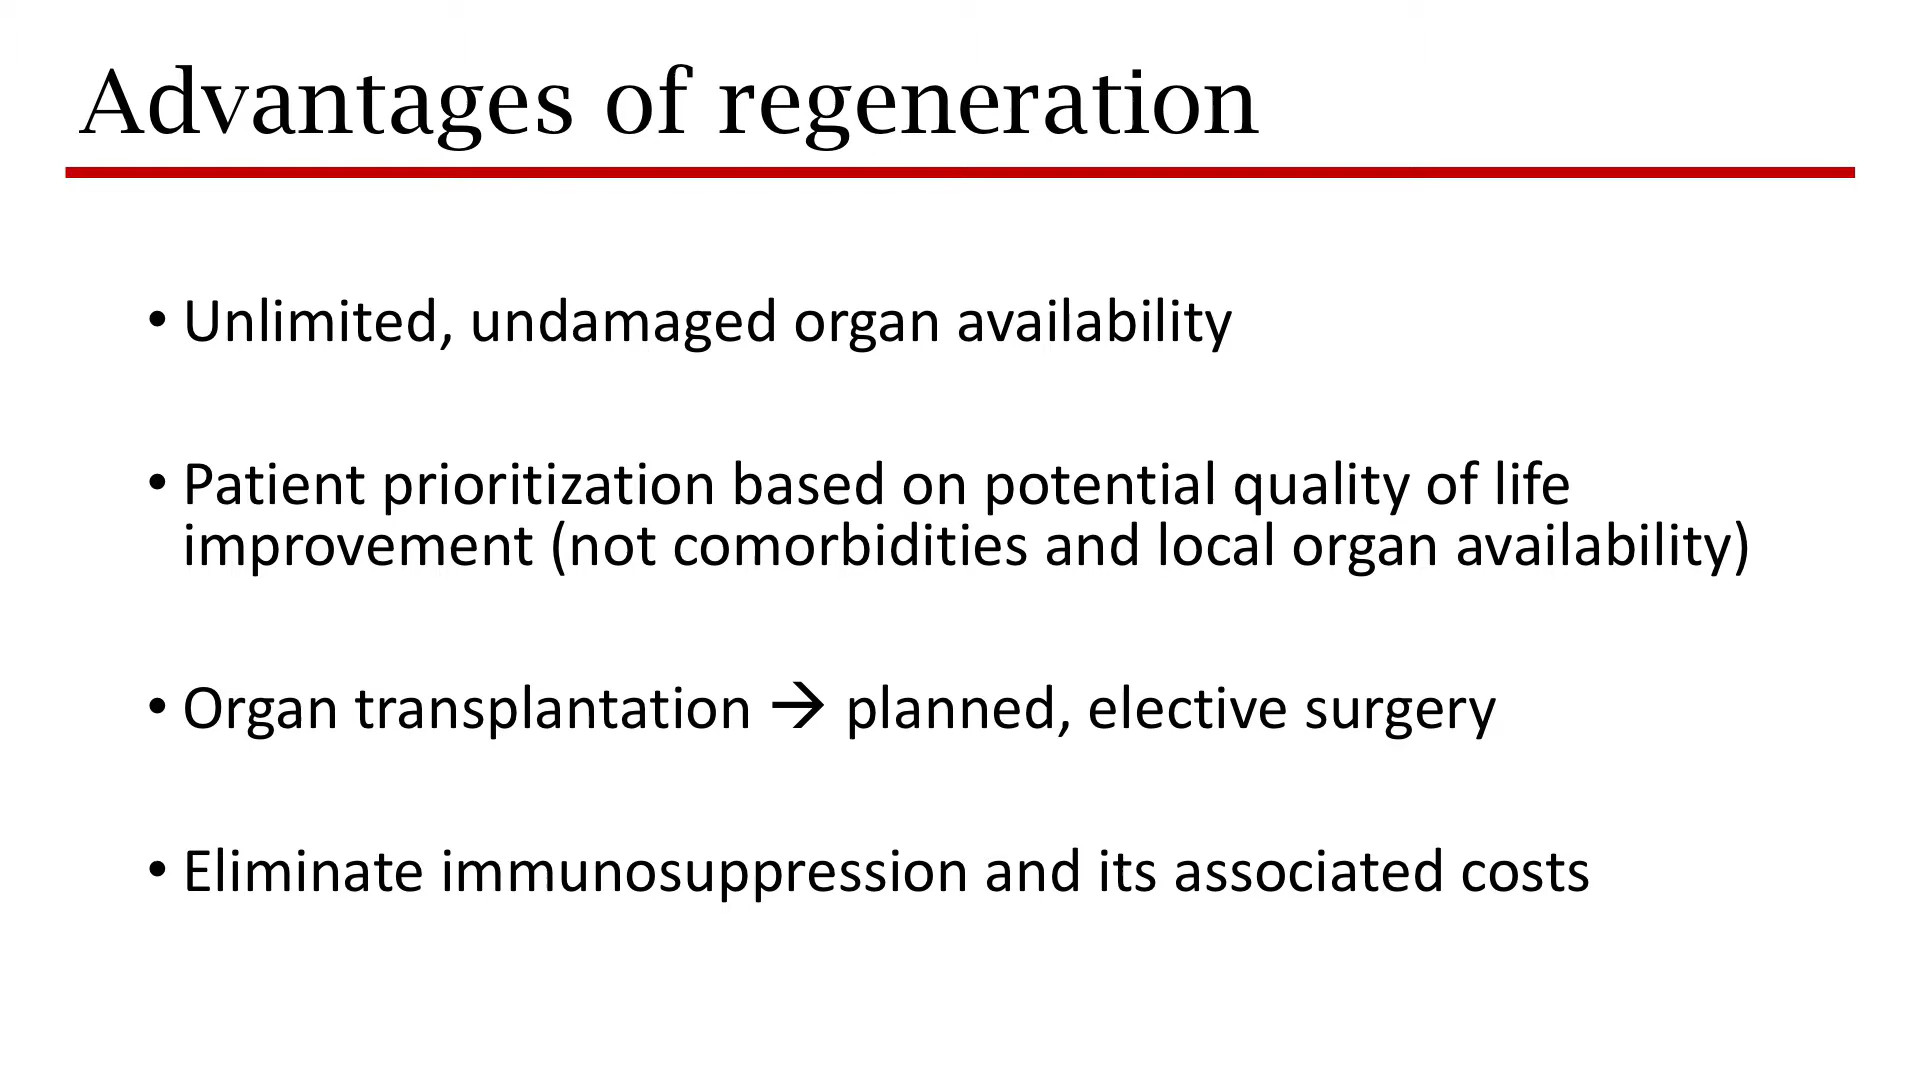 Advantages of regeneration
• Unlimited, undamaged organ availability
• Patient prioritization based on potential quality of life
improvement (not comorbidities and local organ availability)
• Organ transplantation → planned, elective surgery
• Eliminate immunosuppression and its associated costs